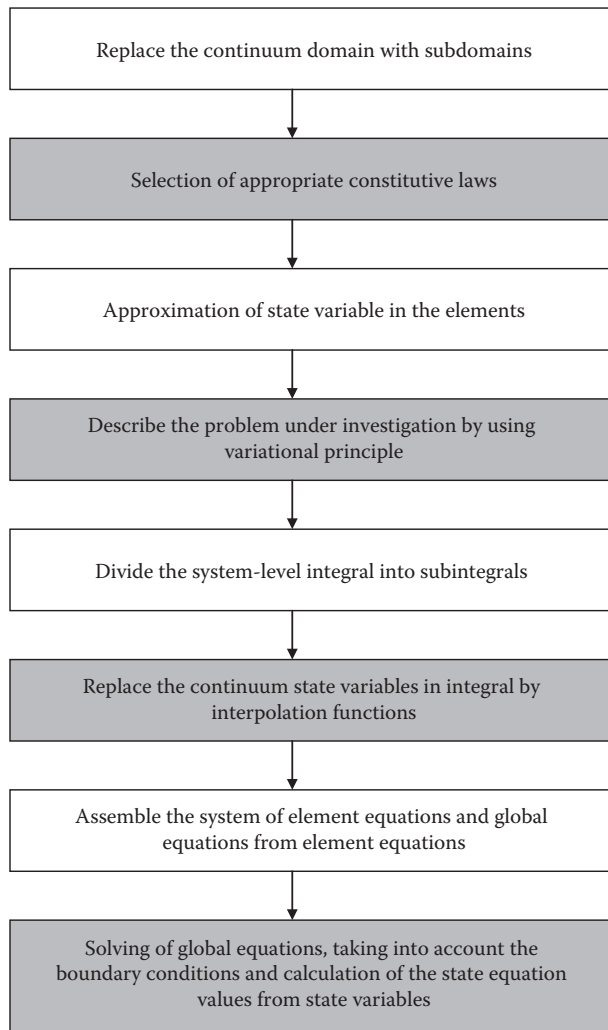 Replace the continuum domain with subdomains
Selection of appropriate constitutive laws
Approximation of state variable in the elements
Describe the problem under investigation by using
variational principle
Divide the system-level integral into subintegrals
Replace the continuum state variables in integral by
interpolation functions
Assemble the system of element equations and global
equations from element equations
Solving of global equations, taking into account the
boundary conditions and calculation of the state equation
values from state variables